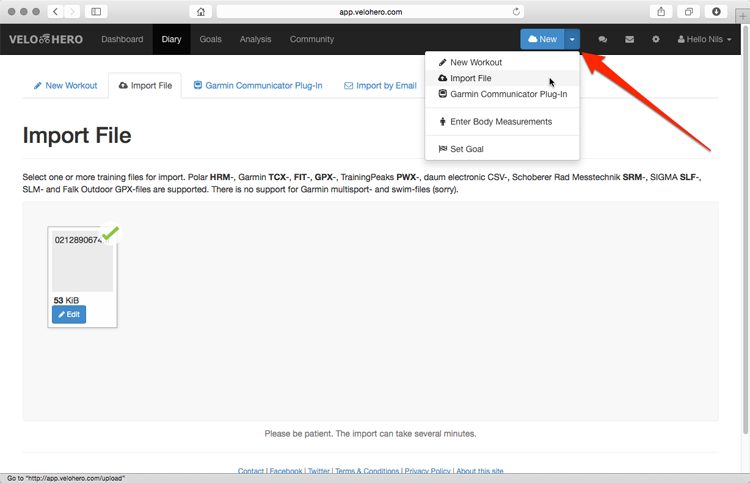 app.velohero.com
VELO HERO Dashboard Diary Goals Analysis Community New Hello Nils
New Workout
Import File
Garmin Communicator Plug-In
Enter Body Measurements
Set Goal
New Workout Import File Garmin Communicator Plug-In Import by Email
Import File
Select one or more training files for import. Polar HRM-, Garmin TCX-, FIT-, GPX-, TrainingPeaks PWX-, daum electronic CSV-, Schoberer Rad Messtechnik SRM-, SIGMA SLF-,
SLM- and Falk Outdoor GPX-files are supported. There is no support for Garmin multisport- and swim-files (sorry).
0212890674
53 KiB
Edit
Please be patient. The import can take several minutes.
Contact | Facebook | Twitter | Terms & Conditions | Privacy Policy | About this site
Go to "http://app.velohero.com/upload"